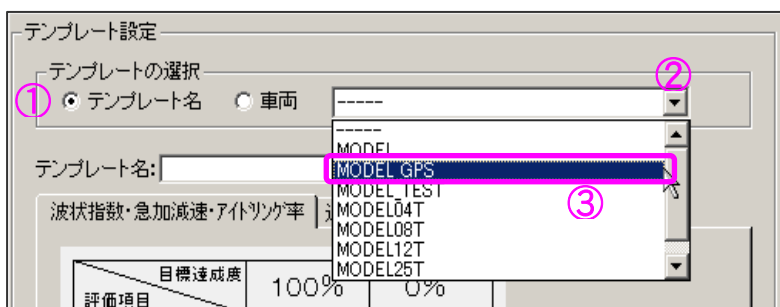 テンプレート設定
テンプレートの選択
① テンプレート名 車両 ----- ②
-----
MODEL
テンプレート名: MODEL GPS
MODEL_TEST
③
波状指数・急加減速・アイドリング率 MODEL04T
MODEL08T
MODEL12T
目標達成度 100% 0% MODEL25T
評価項目